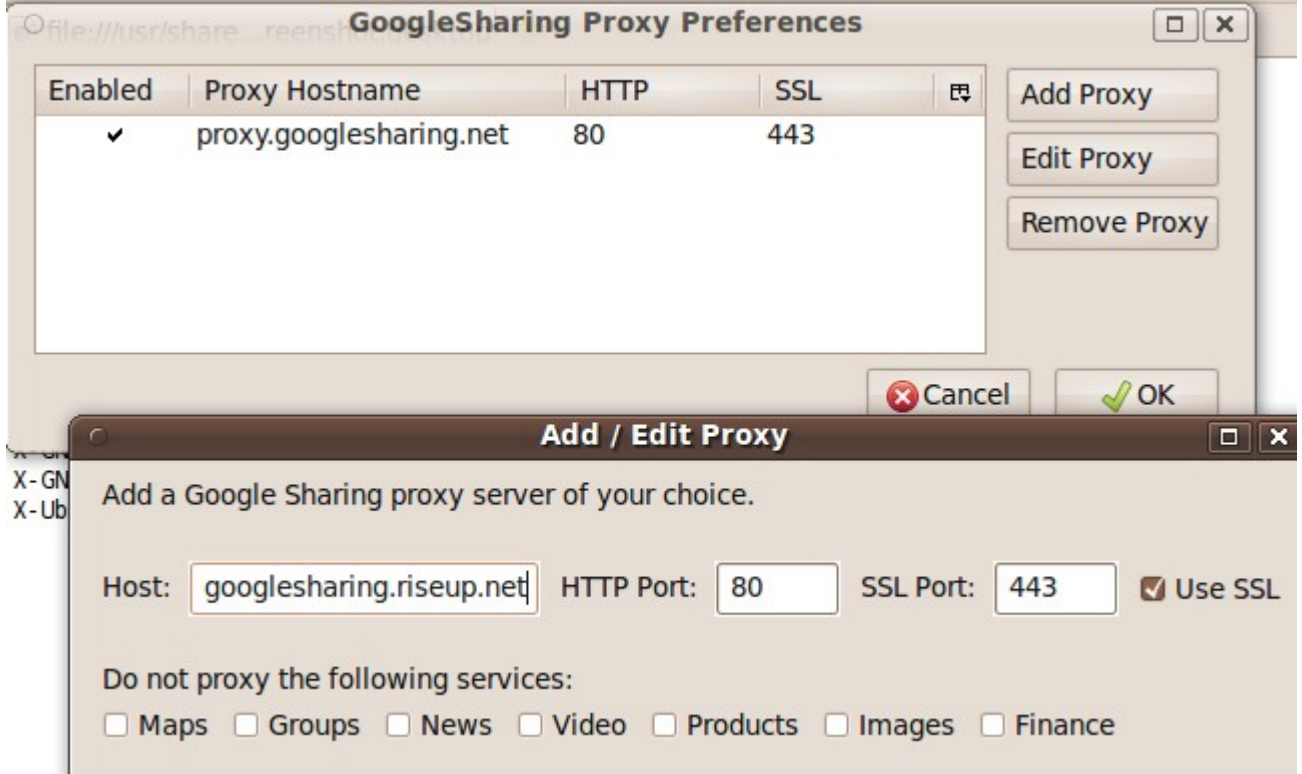 GoogleSharing Proxy Preferences
Enabled Proxy Hostname HTTP SSL
proxy.googlesharing.net 80 443
Add Proxy
Edit Proxy
Remove Proxy
Cancel OK
Add / Edit Proxy
X-GN
X-Ub
Add a Google Sharing proxy server of your choice.
Host: googlesharing.riseup.net HTTP Port: 80 SSL Port: 443 Use SSL
Do not proxy the following services:
Maps Groups News Video Products Images Finance